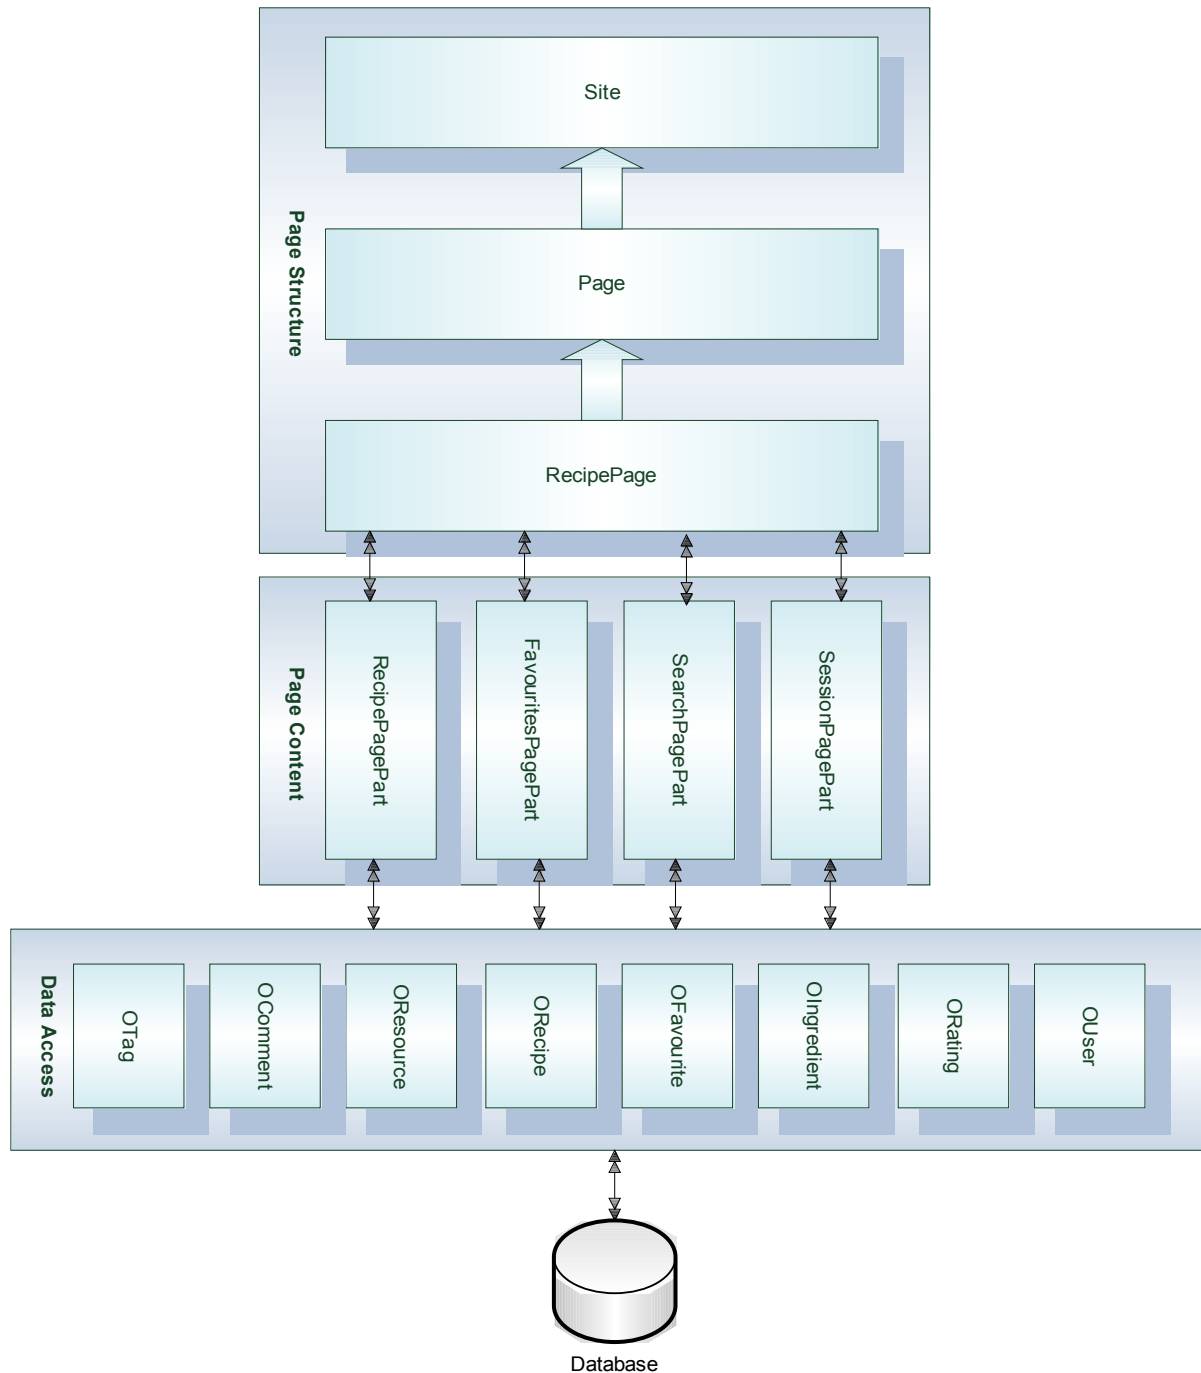 Site
Page Structure
Page
RecipePage
Page Content
RecipePagePart
FavouritesPagePart
SearchPagePart
SessionPagePart
Data Access
OTag
OComment
OResource
ORecipe
OFavourite
OIngredient
ORating
OUser
Database